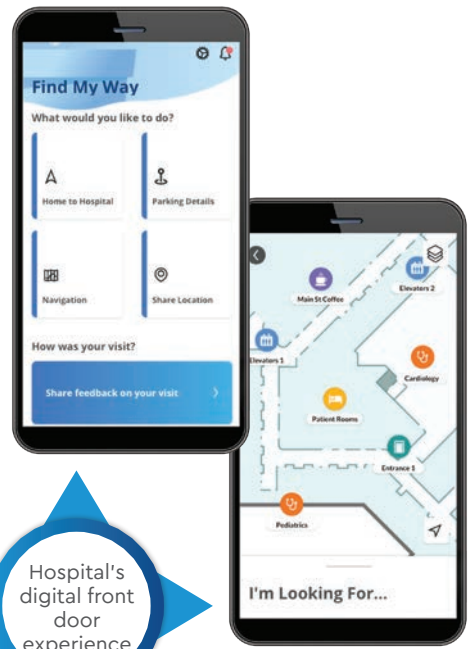 Find My Way
What would you like to do?
Home to Hospital
Parking Details
Navigation
Share Location
How was your visit?
Share feedback on your visit
Main St Coffee
Elevators 2
Elevators 1
Cardiology
Patient Rooms
Entrance 1
Pediatrics
I'm Looking For...
Hospital's
digital front
door
experience